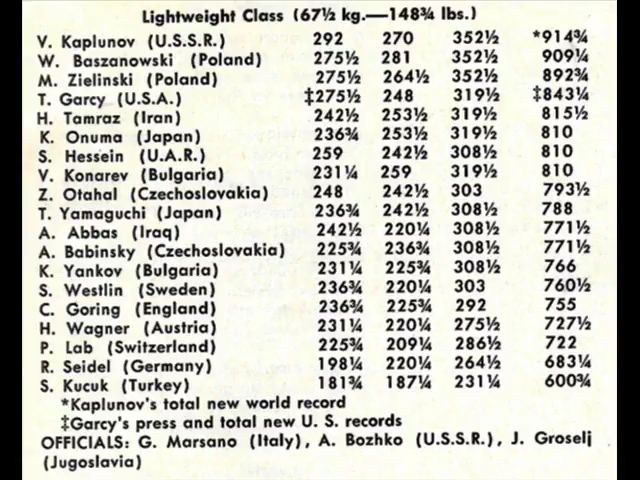 Lightweight Class (67½ kg.—148¾ lbs.)
V. Kaplunov (U.S.S.R.) 292 270 352½ *914¾
W. Baszanowski (Poland) 275½ 281 352½ 909¼
M. Zielinski (Poland) 275½ 264½ 352½ 892¾
T. Garcy (U.S.A.) ‡275½ 248 319½ ‡843¼
H. Tamraz (Iran) 242½ 253½ 319½ 815½
K. Onuma (Japan) 236¾ 253½ 319½ 810
S. Hessein (U.A.R.) 259 242½ 308½ 810
V. Konarev (Bulgaria) 231¼ 259 319½ 810
Z. Otahal (Czechoslovakia) 248 242½ 303 793½
T. Yamaguchi (Japan) 236¾ 242½ 308½ 788
A. Abbas (Iraq) 242½ 220¼ 308½ 771½
A. Babinsky (Czechoslovakia) 225¾ 236¾ 308½ 771½
K. Yankov (Bulgaria) 231¼ 225¾ 308½ 766
S. Westlin (Sweden) 236¾ 220¼ 303 760½
C. Goring (England) 236¾ 225¾ 292 755
H. Wagner (Austria) 231¼ 220¼ 275½ 727½
P. Lab (Switzerland) 225¾ 209¼ 286½ 722
R. Seidel (Germany) 198¼ 220¼ 264½ 683¼
S. Kucuk (Turkey) 181¾ 187¼ 231¼ 600¾
*Kaplunov's total new world record
‡Garcy's press and total new U. S. records
OFFICIALS: G. Marsano (Italy), A. Bozhko (U.S.S.R.), J. Groselj
(Jugoslavia)